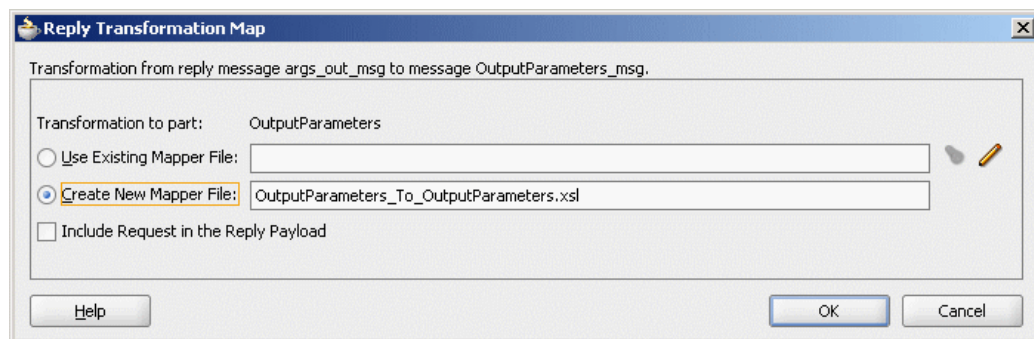 Reply Transformation Map
Transformation from reply message args_out_msg to message OutputParameters_msg.
Transformation to part: OutputParameters
Use Existing Mapper File:
Create New Mapper File: OutputParameters_To_OutputParameters.xsl
Include Request in the Reply Payload
Help OK Cancel